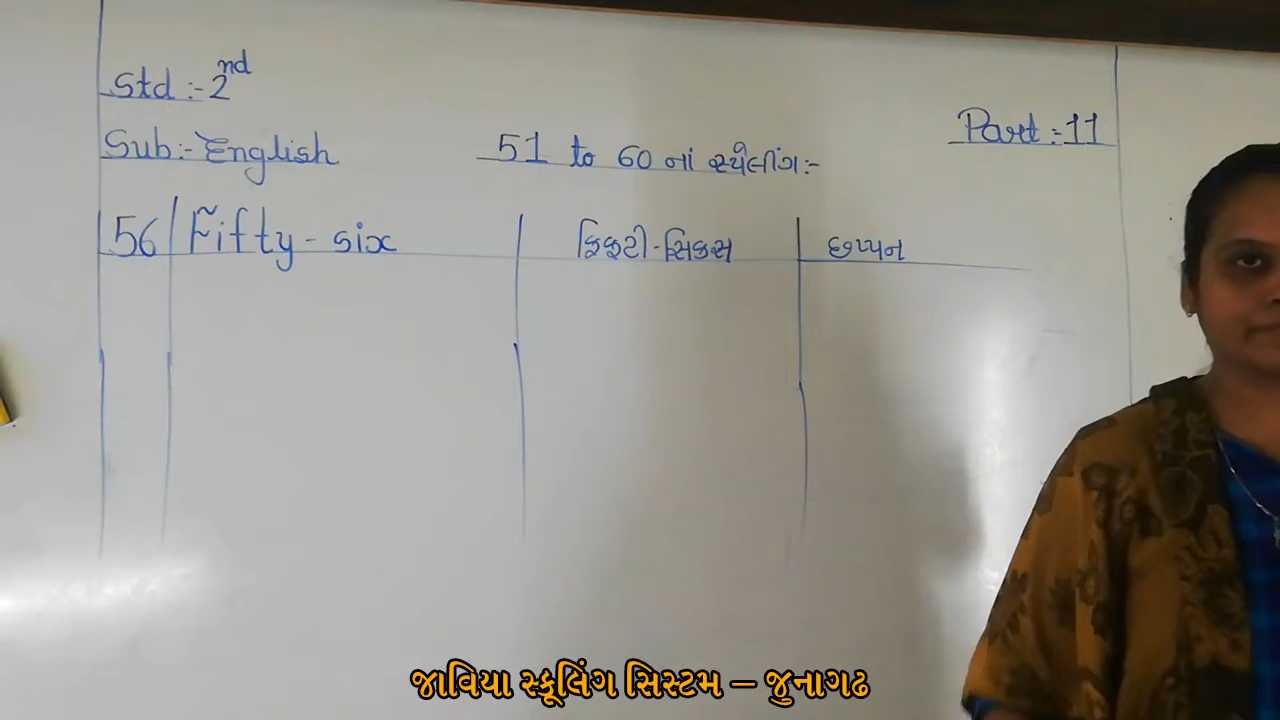 Std :- 2nd
Part :- 11
Sub :- English
51 to 60 નાં સ્પેલીંગ :-
56 Fifty - six ફિફ્ટી - સિક્સ છપ્પન
જાવિયા સ્કૂલિંગ સિસ્ટમ – જુનાગઢ